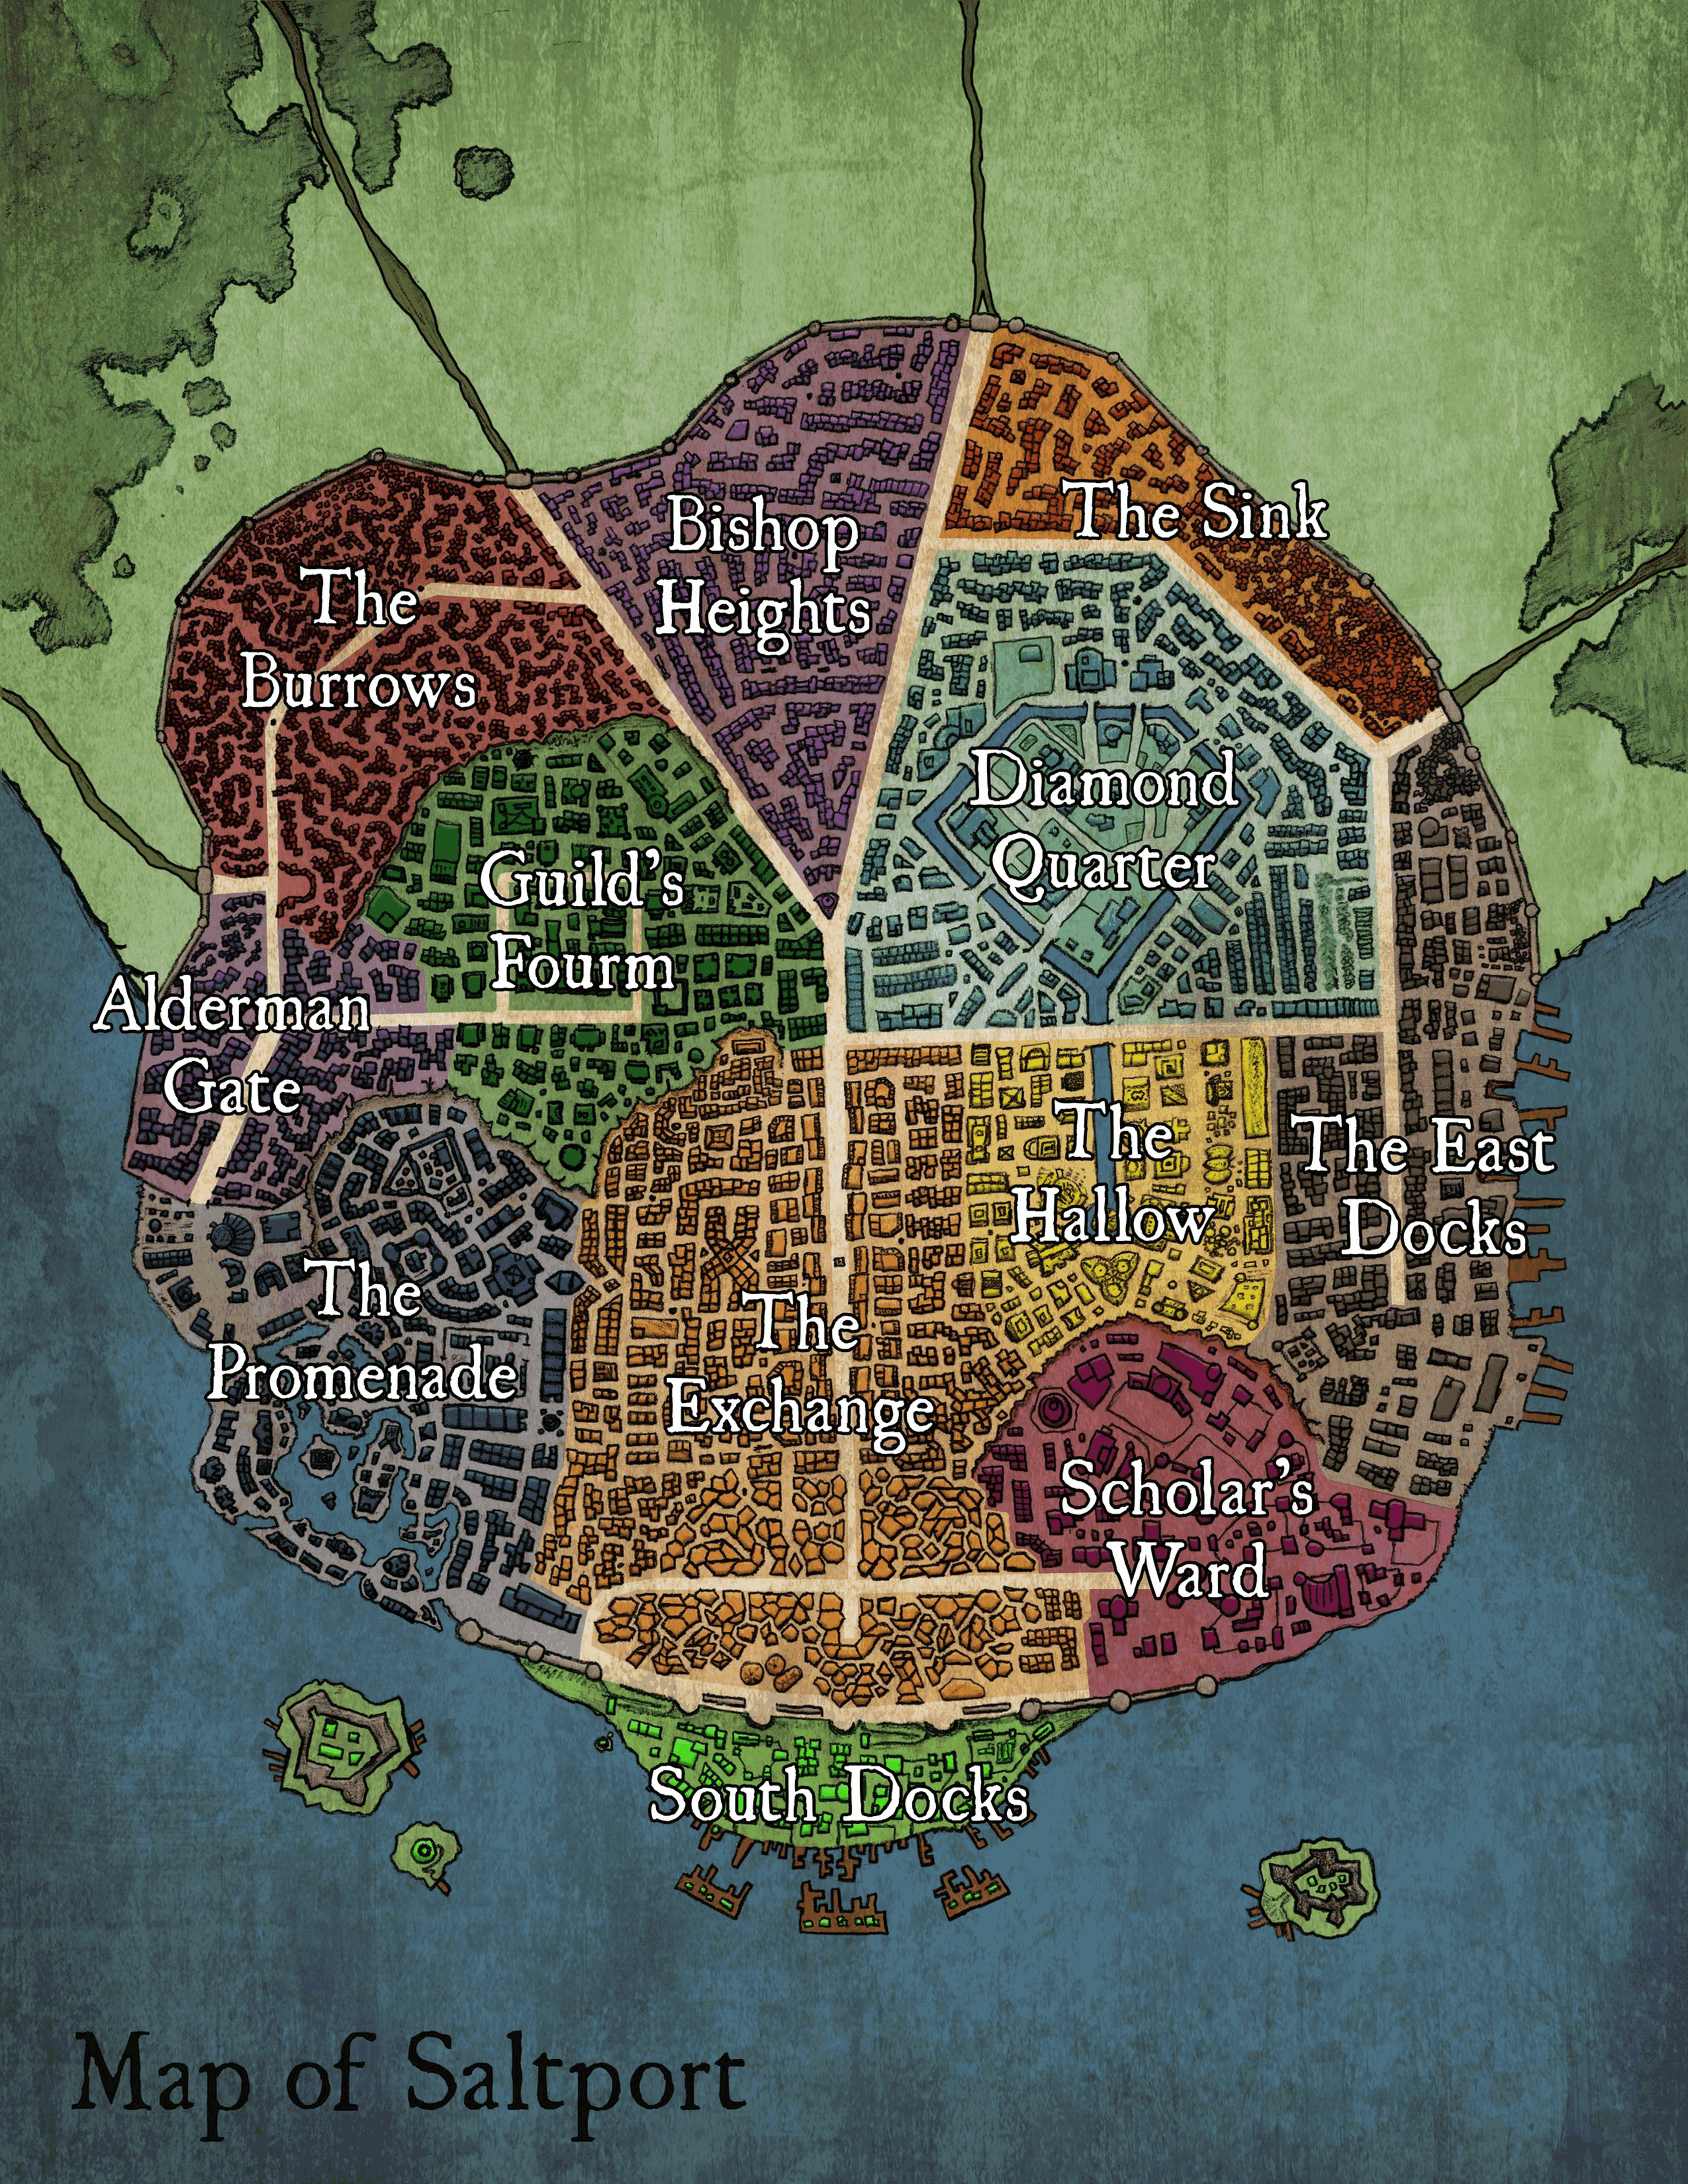 The Sink
Bishop
Heights
The
Burrows
Diamond
Quarter
Guild's
Fourm
Alderman
Gate
The
Hallow
The East
Docks
The
Promenade
The
Exchange
Scholar's
Ward
South Docks
Map of Saltport